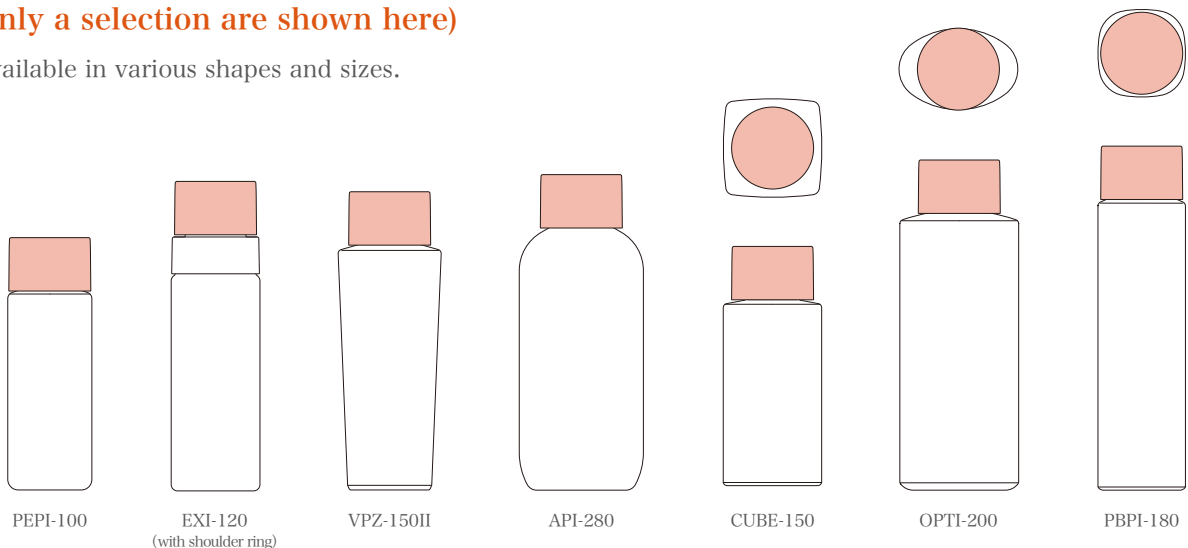 nly a selection are shown here)
vailable in various shapes and sizes.
PEPI-100
EXI-120
(with shoulder ring)
VPZ-150II
API-280
CUBE-150
OPTI-200
PBPI-180